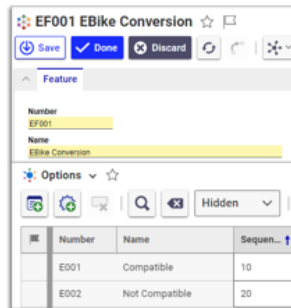 EF001 EBike Conversion
Save Done Discard
Feature
Number
EF001
Name
EBike Conversion
Options
Hidden
Number Name Sequen...
E001 Compatible 10
E002 Not Compatible 20